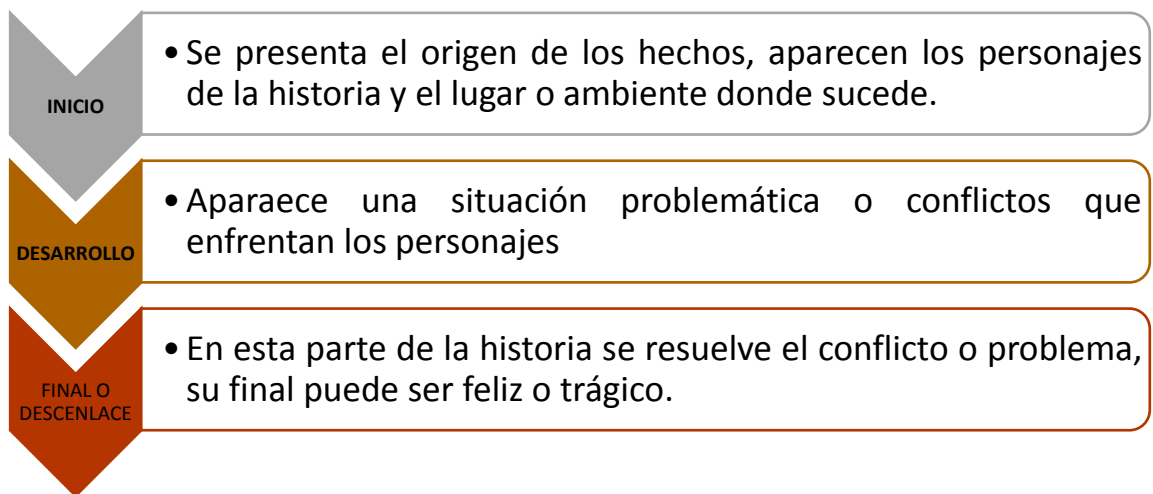 INICIO
• Se presenta el origen de los hechos, aparecen los personajes
de la historia y el lugar o ambiente donde sucede.
DESARROLLO
• Aparaece una situación problemática o conflictos que
enfrentan los personajes
FINAL O
DESCENLACE
• En esta parte de la historia se resuelve el conflicto o problema,
su final puede ser feliz o trágico.